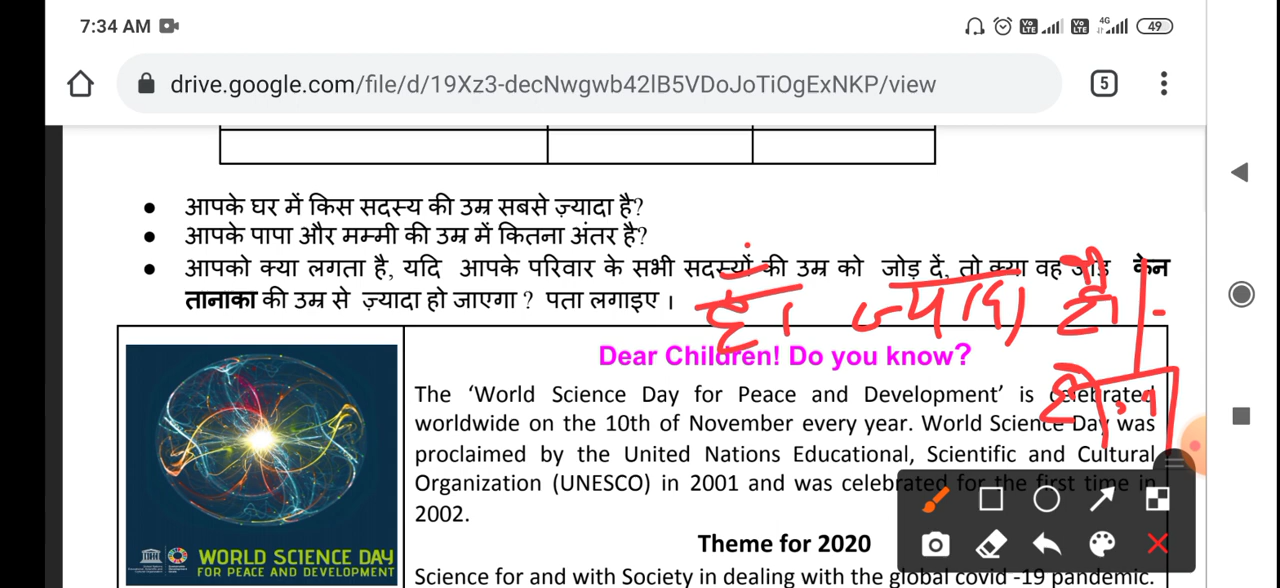 7:34 AM
4G 49
drive.google.com/file/d/19Xz3-decNwgwb42lB5VDoJoTiOgExNKP/view
5
आपके घर में किस सदस्य की उम्र सबसे ज़्यादा है?
आपके पापा और मम्मी की उम्र में कितना अंतर है?
आपको क्या लगता है, यदि आपके परिवार के सभी सदस्यों की उम्र को जोड़ दें, तो क्या वह जोड़ केन
तानाका की उम्र से ज़्यादा हो जाएगा ? पता लगाइए ।
हाँ ज्यादा हो
Dear Children! Do you know?
The ‘World Science Day for Peace and Development’ is celebrated
worldwide on the 10th of November every year. World Science Day was
proclaimed by the United Nations Educational, Scientific and Cultural
Organization (UNESCO) in 2001 and was celebrated for the first time in
2002.
Theme for 2020
Science for and with Society in dealing with the global covid -19 pandemic.
WORLD SCIENCE DAY
FOR PEACE AND DEVELOPMENT